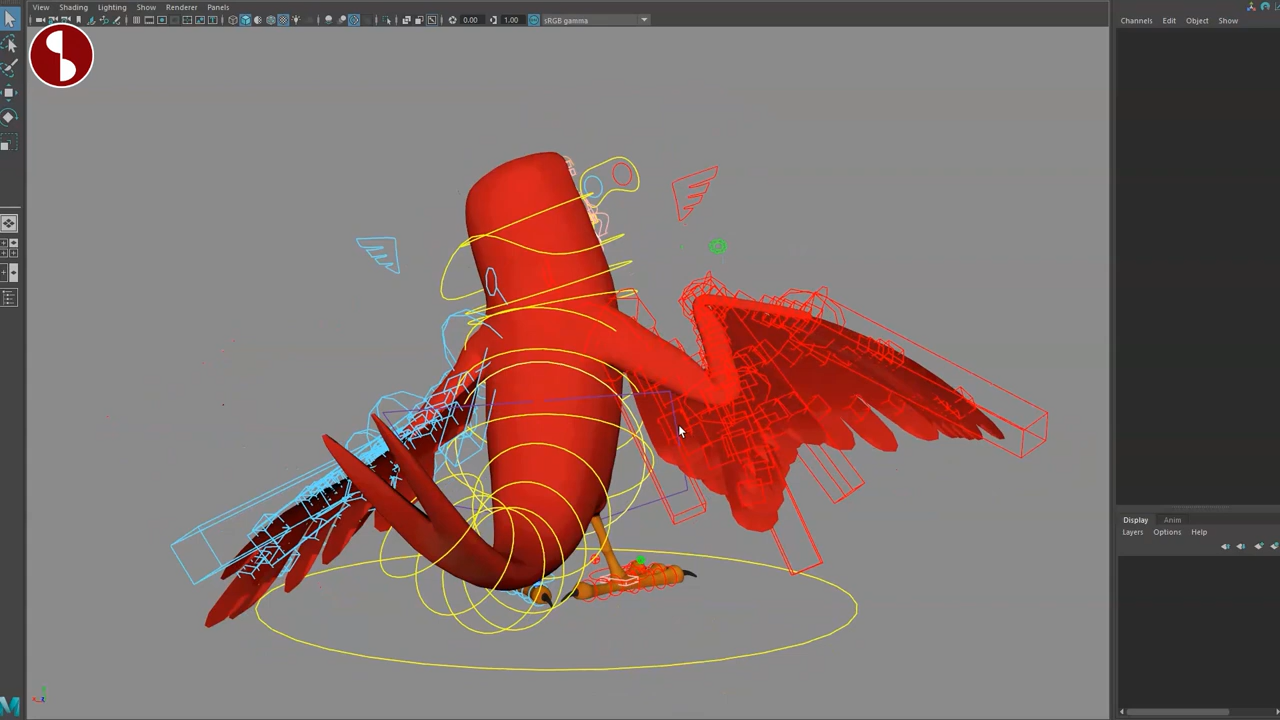 View Shading Lighting Show Renderer Panels
0.00 1.00 sRGB gamma
Channels Edit Object Show
Display Anim
Layers Options Help